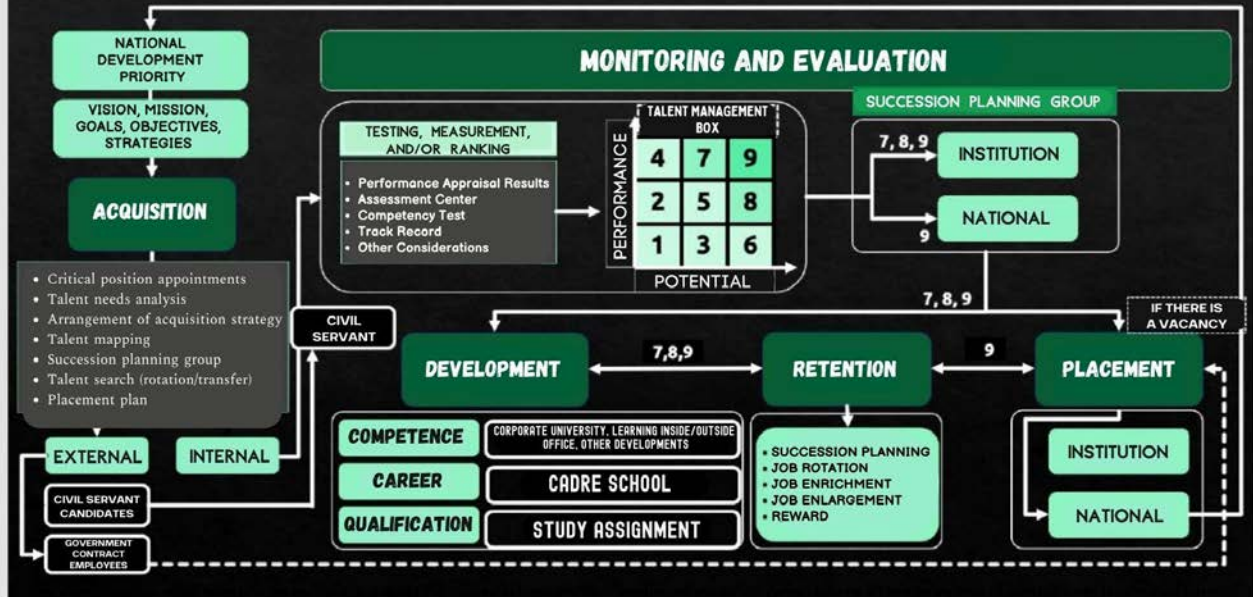 NATIONAL
DEVELOPMENT
PRIORITY
VISION, MISSION,
GOALS, OBJECTIVES,
STRATEGIES
ACQUISITION
• Critical position appointments
• Talent needs analysis
• Arrangement of acquisition strategy
• Talent mapping
• Succession planning group
• Talent search (rotation/transfer)
• Placement plan
EXTERNAL
INTERNAL
CIVIL SERVANT
CANDIDATES
GOVERNMENT
CONTRACT
EMPLOYEES
CIVIL
SERVANT
MONITORING AND EVALUATION
TESTING, MEASUREMENT,
AND/OR RANKING
• Performance Appraisal Results
• Assessment Center
• Competency Test
• Track Record
• Other Considerations
TALENT MANAGEMENT
BOX
PERFORMANCE
4 7 9
2 5 8
1 3 6
POTENTIAL
SUCCESSION PLANNING GROUP
7, 8, 9
INSTITUTION
NATIONAL
9
7, 8, 9
IF THERE IS
A VACANCY
DEVELOPMENT
7,8,9
RETENTION
9
PLACEMENT
COMPETENCE
CORPORATE UNIVERSITY, LEARNING INSIDE/OUTSIDE
OFFICE, OTHER DEVELOPMENTS
CAREER
CADRE SCHOOL
QUALIFICATION
STUDY ASSIGNMENT
• SUCCESSION PLANNING
• JOB ROTATION
• JOB ENRICHMENT
• JOB ENLARGEMENT
• REWARD
INSTITUTION
NATIONAL